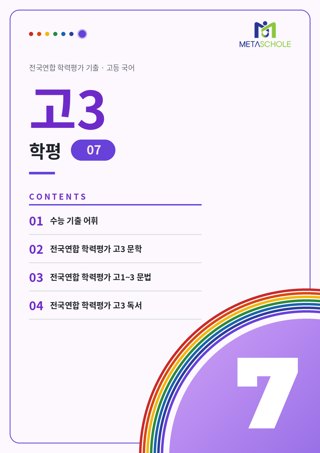 METASCHOLE
전국연합 학력평가 기출 · 고등 국어
고3
학평 07
CONTENTS
01 수능 기출 어휘
02 전국연합 학력평가 고3 문학
03 전국연합 학력평가 고1~3 문법
04 전국연합 학력평가 고3 독서
7